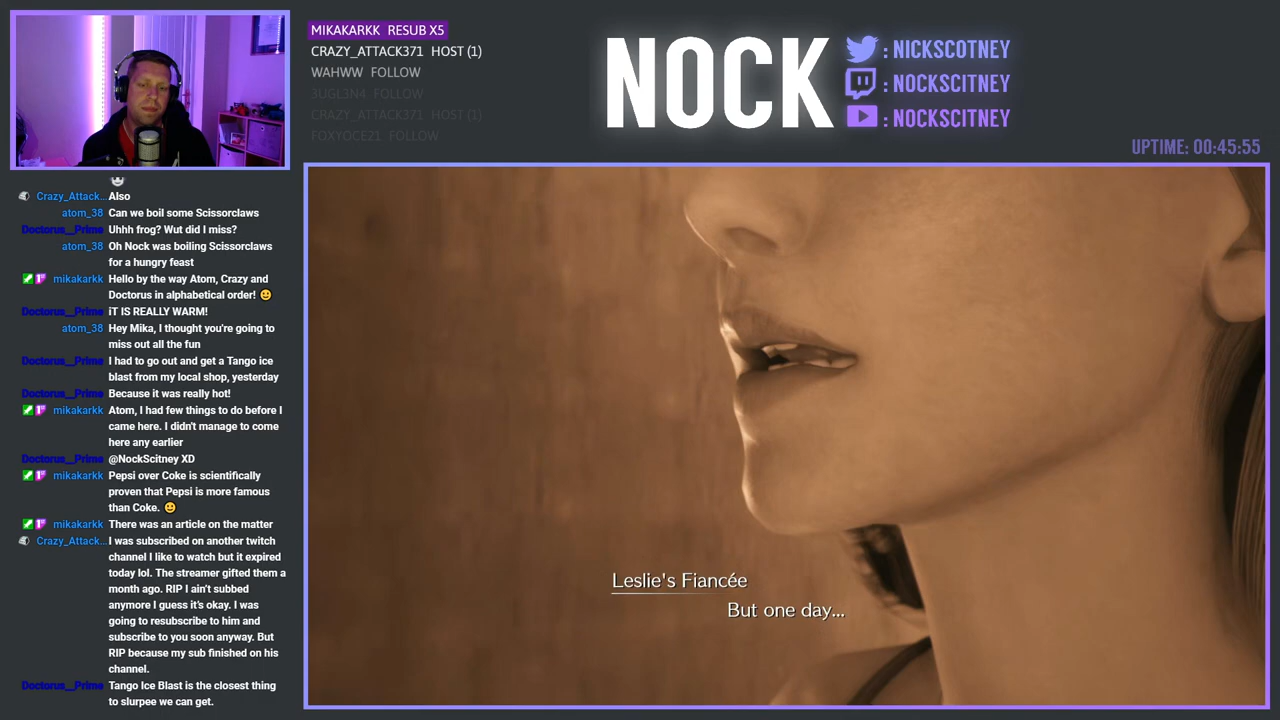 MIKAKARKK RESUB X5
CRAZY_ATTACK371 HOST (1)
WAHWW FOLLOW
3UGL3N4 FOLLOW
CRAZY_ATTACK371 HOST (1)
FOXYOCE21 FOLLOW
NOCK
: NICKSCOTNEY
: NOCKSCITNEY
: NOCKSCITNEY
UPTIME: 00:45:55
Crazy_Attack... Also
atom_38 Can we boil some Scissorclaws
Doctorus__Prime Uhhh frog? Wut did I miss?
atom_38 Oh Nock was boiling Scissorclaws
for a hungry feast
mikakarkk Hello by the way Atom, Crazy and
Doctorus in alphabetical order!
Doctorus__Prime iT IS REALLY WARM!
atom_38 Hey Mika, I thought you're going to
miss out all the fun
Doctorus__Prime I had to go out and get a Tango ice
blast from my local shop, yesterday
Doctorus__Prime Because it was really hot!
mikakarkk Atom, I had few things to do before I
came here. I didn't manage to come
here any earlier
Doctorus__Prime @NockScitney XD
mikakarkk Pepsi over Coke is scientifically
proven that Pepsi is more famous
than Coke.
mikakarkk There was an article on the matter
Crazy_Attack... I was subscribed on another twitch
channel I like to watch but it expired
today lol. The streamer gifted them a
month ago. RIP I ain't subbed
anymore I guess it's okay. I was
going to resubscribe to him and
subscribe to you soon anyway. But
RIP because my sub finished on his
channel.
Doctorus__Prime Tango Ice Blast is the closest thing
to slurpee we can get.
Leslie's Fiancée
But one day...